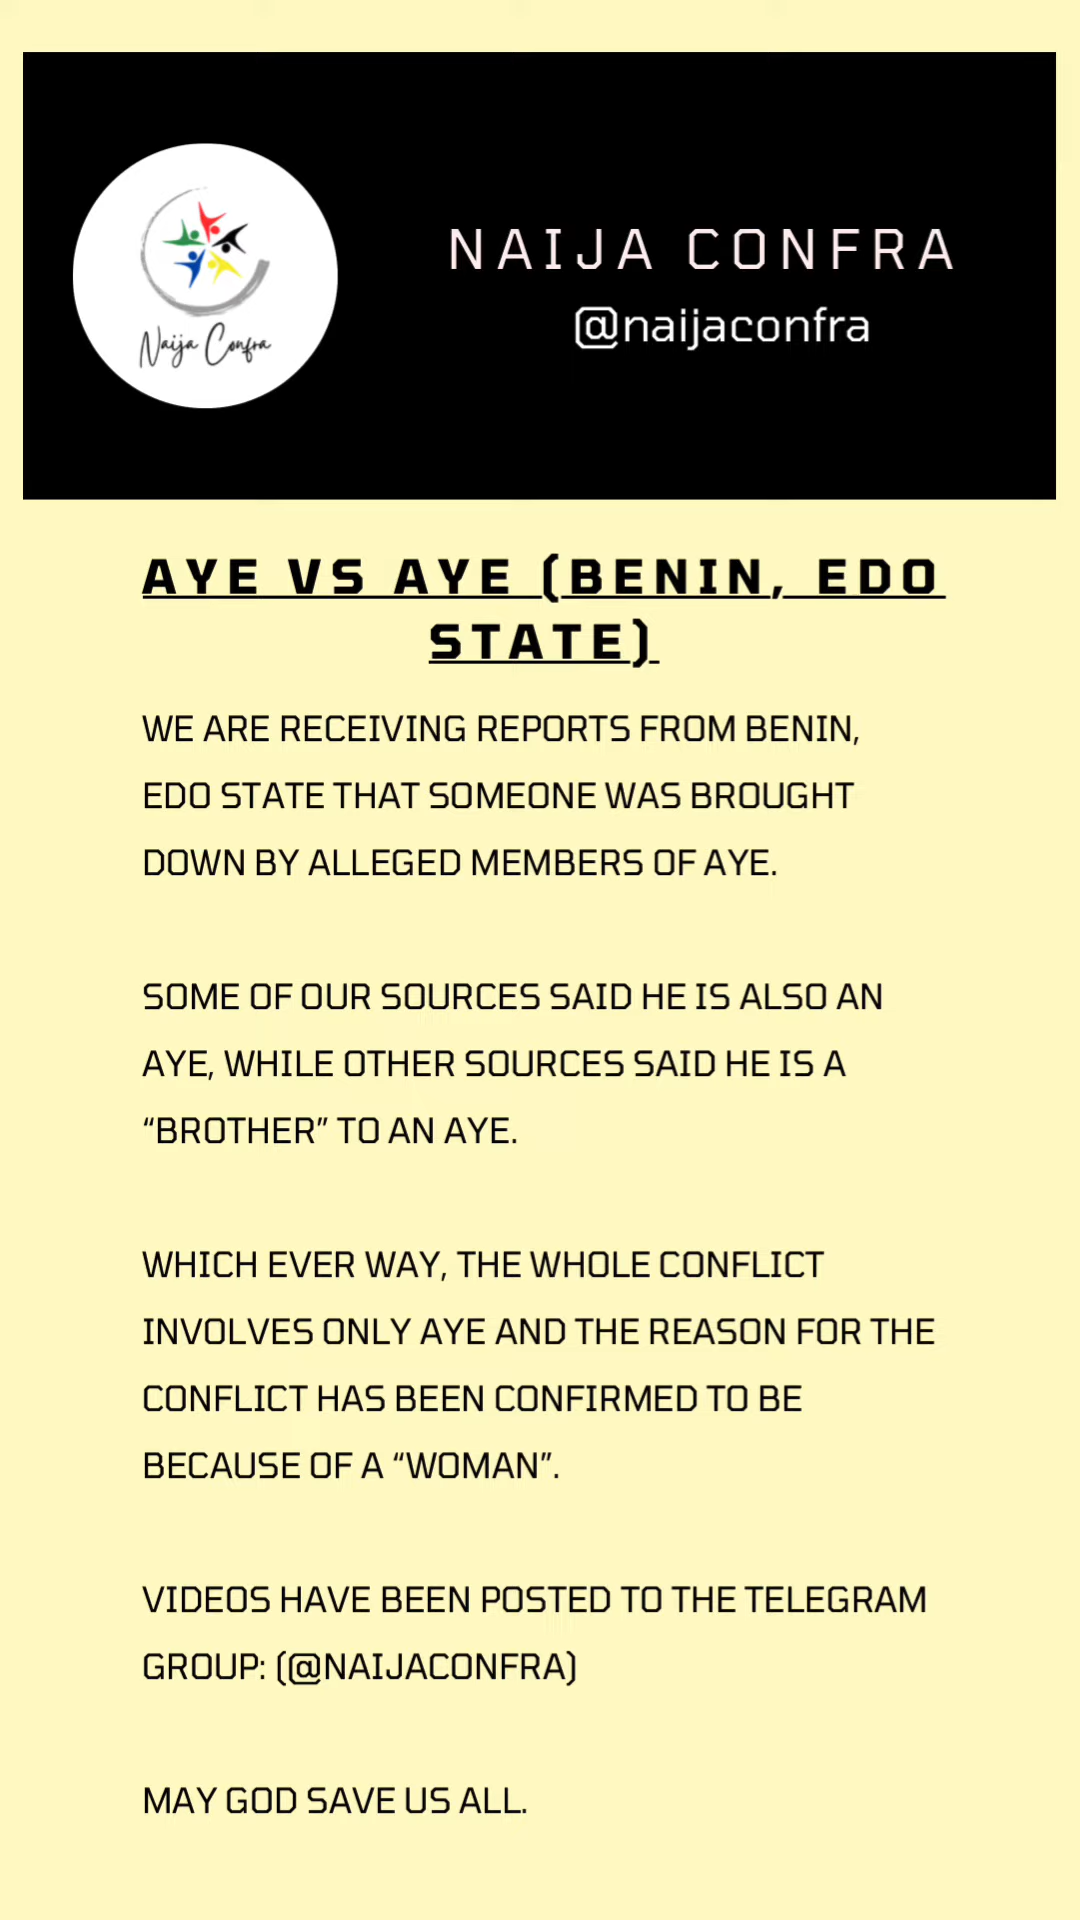 Naija Confra
NAIJA CONFRA
@naijaconfra
AYE VS AYE (BENIN, EDO
STATE)
WE ARE RECEIVING REPORTS FROM BENIN,
EDO STATE THAT SOMEONE WAS BROUGHT
DOWN BY ALLEGED MEMBERS OF AYE.
SOME OF OUR SOURCES SAID HE IS ALSO AN
AYE, WHILE OTHER SOURCES SAID HE IS A
“BROTHER” TO AN AYE.
WHICH EVER WAY, THE WHOLE CONFLICT
INVOLVES ONLY AYE AND THE REASON FOR THE
CONFLICT HAS BEEN CONFIRMED TO BE
BECAUSE OF A “WOMAN”.
VIDEOS HAVE BEEN POSTED TO THE TELEGRAM
GROUP: (@NAIJACONFRA)
MAY GOD SAVE US ALL.